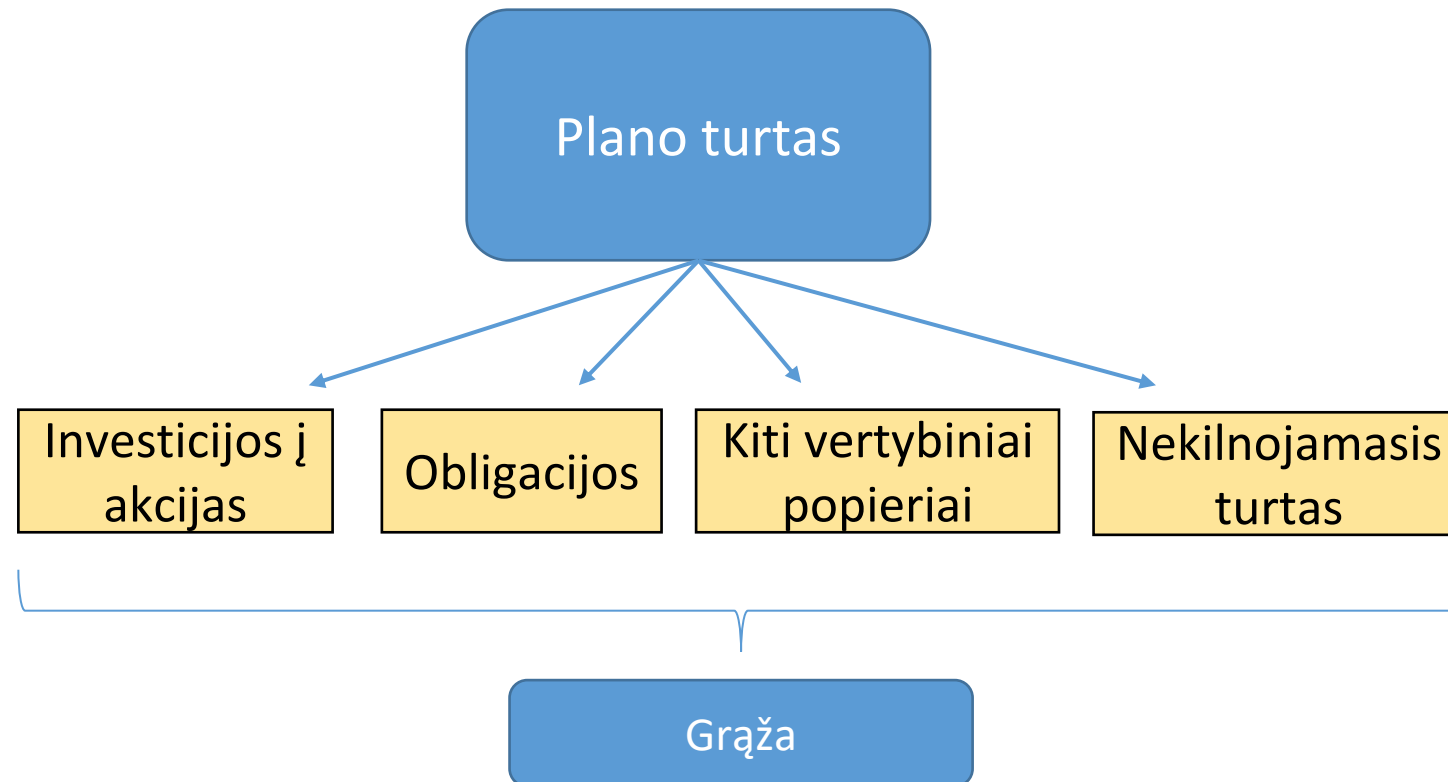 Plano turtas
Investicijos į
akcijas
Obligacijos
Kiti vertybiniai
popieriai
Nekilnojamasis
turtas
Grąža